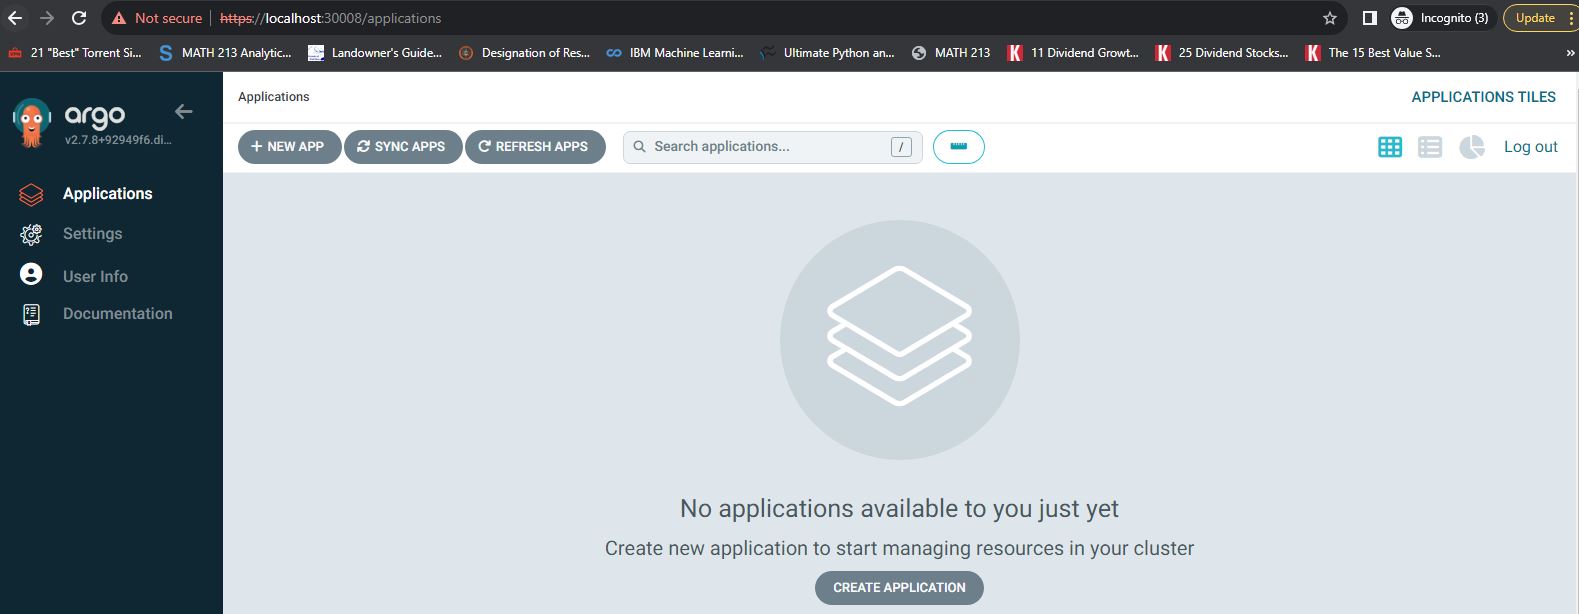 Not secure https://localhost:30008/applications Incognito (3) Update
21 "Best" Torrent Si... MATH 213 Analytic... Landowner's Guide... Designation of Res... IBM Machine Learni... Ultimate Python an... MATH 213 11 Dividend Growt... 25 Dividend Stocks... The 15 Best Value S... »
argo
v2.7.8+92949f6.di...
Applications
Settings
User Info
Documentation
Applications APPLICATIONS TILES
+ NEW APP SYNC APPS REFRESH APPS Search applications... / Log out
No applications available to you just yet
Create new application to start managing resources in your cluster
CREATE APPLICATION